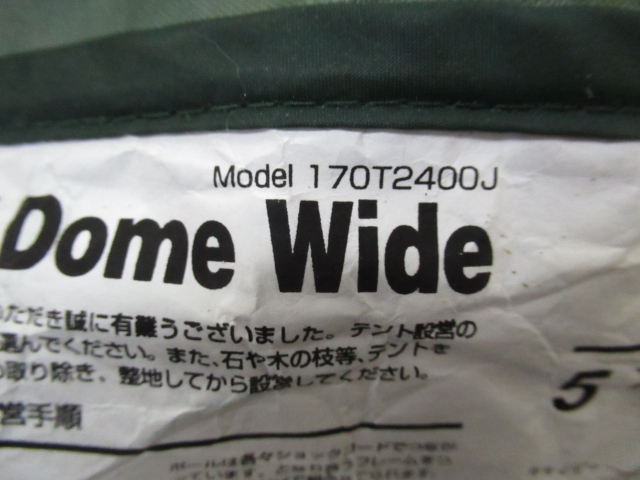 Model 170T2400J
Dome Wide
ただき誠に有難うございました。テント設営の
選んでください。また、石や木の枝等、テントを
取り除き、整地してから設営してください。
営手順
5